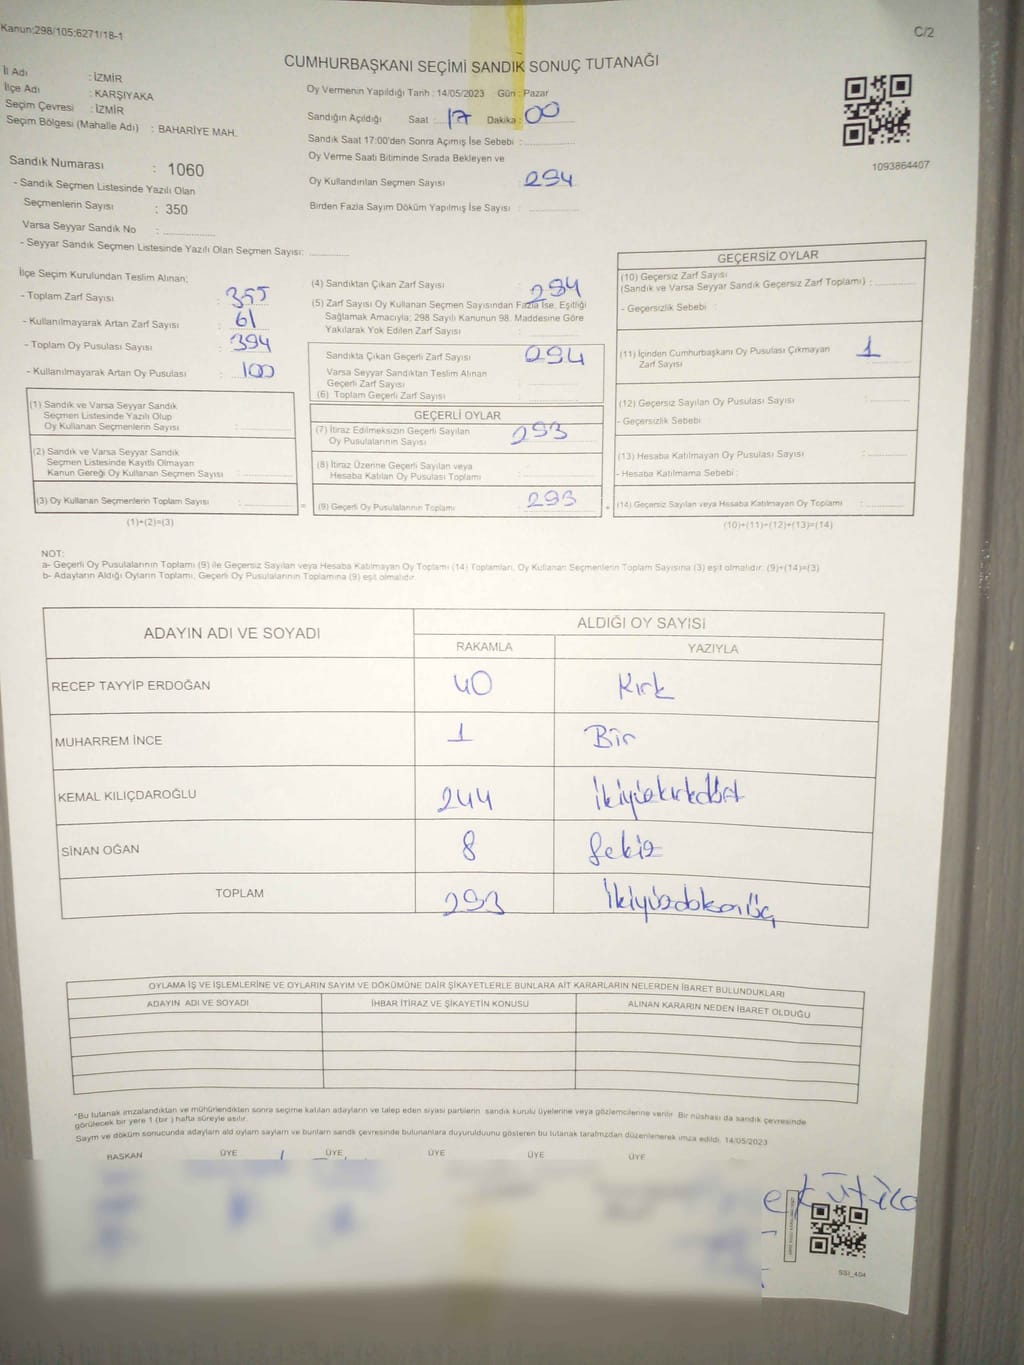 Kanun:298/105;6271/18-1
C/2
CUMHURBAŞKANI SEÇİMİ SANDIK SONUÇ TUTANAĞI
İl Adı : İZMİR
İlçe Adı : KARŞIYAKA
Seçim Çevresi : İZMİR
Seçim Bölgesi (Mahalle Adı) : BAHARİYE MAH.
Oy Vermenin Yapıldığı Tarih : 14/05/2023 Gün : Pazar
Sandığın Açıldığı Saat : 17 Dakika : 00
Sandık Saat 17:00'den Sonra Açımış İse Sebebi :
Oy Verme Saati Bitiminde Sırada Bekleyen ve
Oy Kullandırılan Seçmen Sayısı : 294
Birden Fazla Sayım Döküm Yapılmış İse Sayısı :
1093864407
Sandık Numarası : 1060
- Sandık Seçmen Listesinde Yazılı Olan
Seçmenlerin Sayısı : 350
Varsa Seyyar Sandık No :
- Seyyar Sandık Seçmen Listesinde Yazılı Olan Seçmen Sayısı:
İlçe Seçim Kurulundan Teslim Alınan;
- Toplam Zarf Sayısı : 355
- Kullanılmayarak Artan Zarf Sayısı : 61
- Toplam Oy Pusulası Sayısı : 394
- Kullanılmayarak Artan Oy Pusulası : 100
(1) Sandık ve Varsa Seyyar Sandık
Seçmen Listesinde Yazılı Olup
Oy Kullanan Seçmenlerin Sayısı :
(2) Sandık ve Varsa Seyyar Sandık
Seçmen Listesinde Kayıtlı Olmayan
Kanun Gereği Oy Kullanan Seçmen Sayısı :
(3) Oy Kullanan Seçmenlerin Toplam Sayısı :
(1)+(2)=(3)
(4) Sandıktan Çıkan Zarf Sayısı : 294
(5) Zarf Sayısı Oy Kullanan Seçmen Sayısından Fazla İse, Eşitliği
Sağlamak Amacıyla; 298 Sayılı Kanunun 98. Maddesine Göre
Yakılarak Yok Edilen Zarf Sayısı :
Sandıkta Çıkan Geçerli Zarf Sayısı 294
Varsa Seyyar Sandıktan Teslim Alınan
Geçerli Zarf Sayısı :
(6) Toplam Geçerli Zarf Sayısı :
GEÇERLİ OYLAR
(7) İtiraz Edilmeksizin Geçerli Sayılan
Oy Pusulalarının Sayısı 293
(8) İtiraz Üzerine Geçerli Sayılan veya
Hesaba Katılan Oy Pusulası Toplamı :
=
(9) Geçerli Oy Pusulalarının Toplamı : 293
+
GEÇERSİZ OYLAR
(10) Geçersiz Zarf Sayısı
(Sandık ve Varsa Seyyar Sandık Geçersiz Zarf Toplamı) :
- Geçersizlik Sebebi :
(11) İçinden Cumhurbaşkanı Oy Pusulası Çıkmayan
Zarf Sayısı : 1
(12) Geçersiz Sayılan Oy Pusulası Sayısı :
- Geçersizlik Sebebi
(13) Hesaba Katılmayan Oy Pusulası Sayısı :
- Hesaba Katılmama Sebebi :
(14) Geçersiz Sayılan veya Hesaba Katılmayan Oy Toplamı :
(10)+(11)+(12)+(13)=(14)
NOT:
a- Geçerli Oy Pusulalarının Toplamı (9) ile Geçersiz Sayılan veya Hesaba Katılmayan Oy Toplamı (14) Toplamları, Oy Kullanan Seçmenlerin Toplam Sayısına (3) eşit olmalıdır. (9)+(14)=(3)
b- Adayların Aldığı Oyların Toplamı, Geçerli Oy Pusulalarının Toplamına (9) eşit olmalıdır.
ADAYIN ADI VE SOYADI
ALDIĞI OY SAYISI
RAKAMLA
YAZIYLA
RECEP TAYYİP ERDOĞAN 40 Kırk
MUHARREM İNCE 1 Bir
KEMAL KILIÇDAROĞLU 244 İkiyüzkırkdört
SİNAN OĞAN 8 Sekiz
TOPLAM 293 İkiyüzdoksanüç
OYLAMA İŞ VE İŞLEMLERİNE VE OYLARIN SAYIM VE DÖKÜMÜNE DAİR ŞİKAYETLERLE BUNLARA AİT KARARLARIN NELERDEN İBARET BULUNDUKLARI
ADAYIN ADI VE SOYADI
İHBAR İTİRAZ VE ŞİKAYETİN KONUSU
ALINAN KARARIN NEDEN İBARET OLDUĞU
*Bu tutanak imzalandıktan ve mühürlendikten sonra seçime katılan adayların ve talep eden siyasi partilerin sandık kurulu üyelerine veya gözlemcilerine verilir. Bir nüshası da sandık çevresinde
görülecek bir yere 1 (bir) hafta süreyle asılır.
Sayım ve döküm sonucunda adayların ald oyların sayların ve bunların sandk çevresinde bulunanlara duyurulduunu gösteren bu tutanak tarafmzdan düzenlenerek imza edildi. 14/05/2023
BAŞKAN ÜYE ÜYE ÜYE ÜYE ÜYE
SSI_404